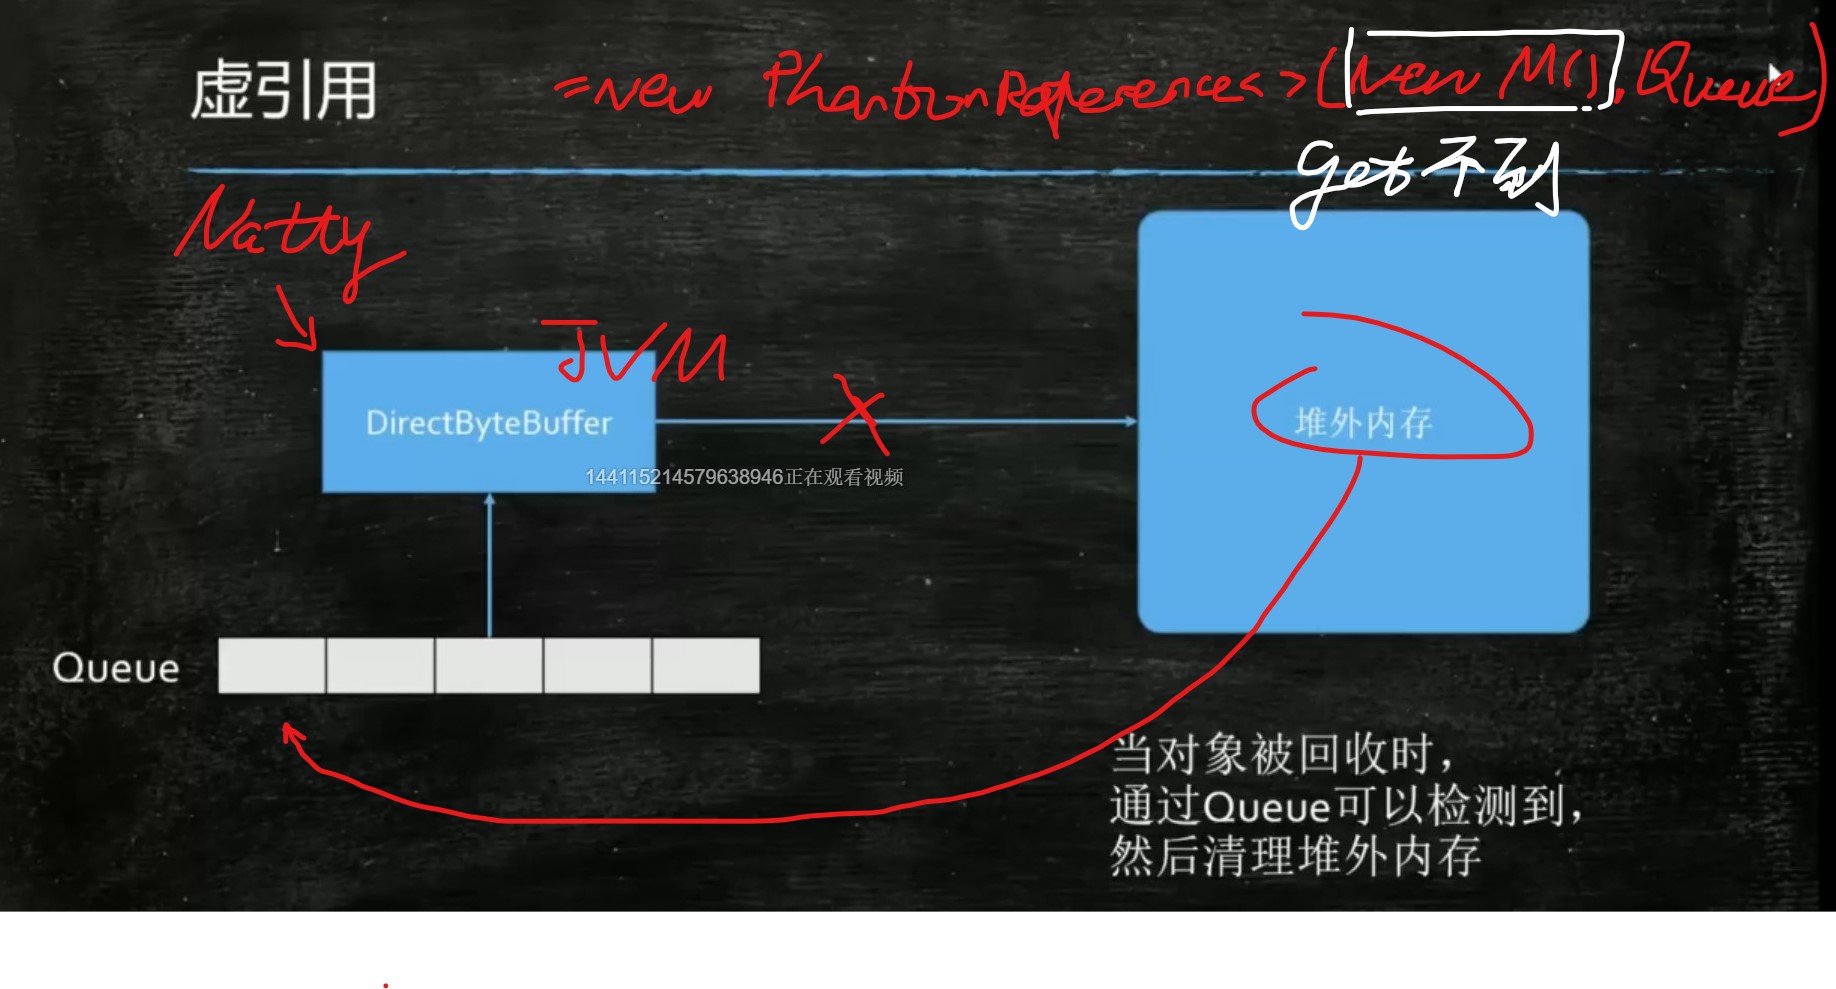 虚引用
=new PhantomReference<>(new M(),Queue)
get不到
Natty
JVM
DirectByteBuffer
堆外内存
144115214579638946正在观看视频
Queue
当对象被回收时，
通过Queue可以检测到，
然后清理堆外内存